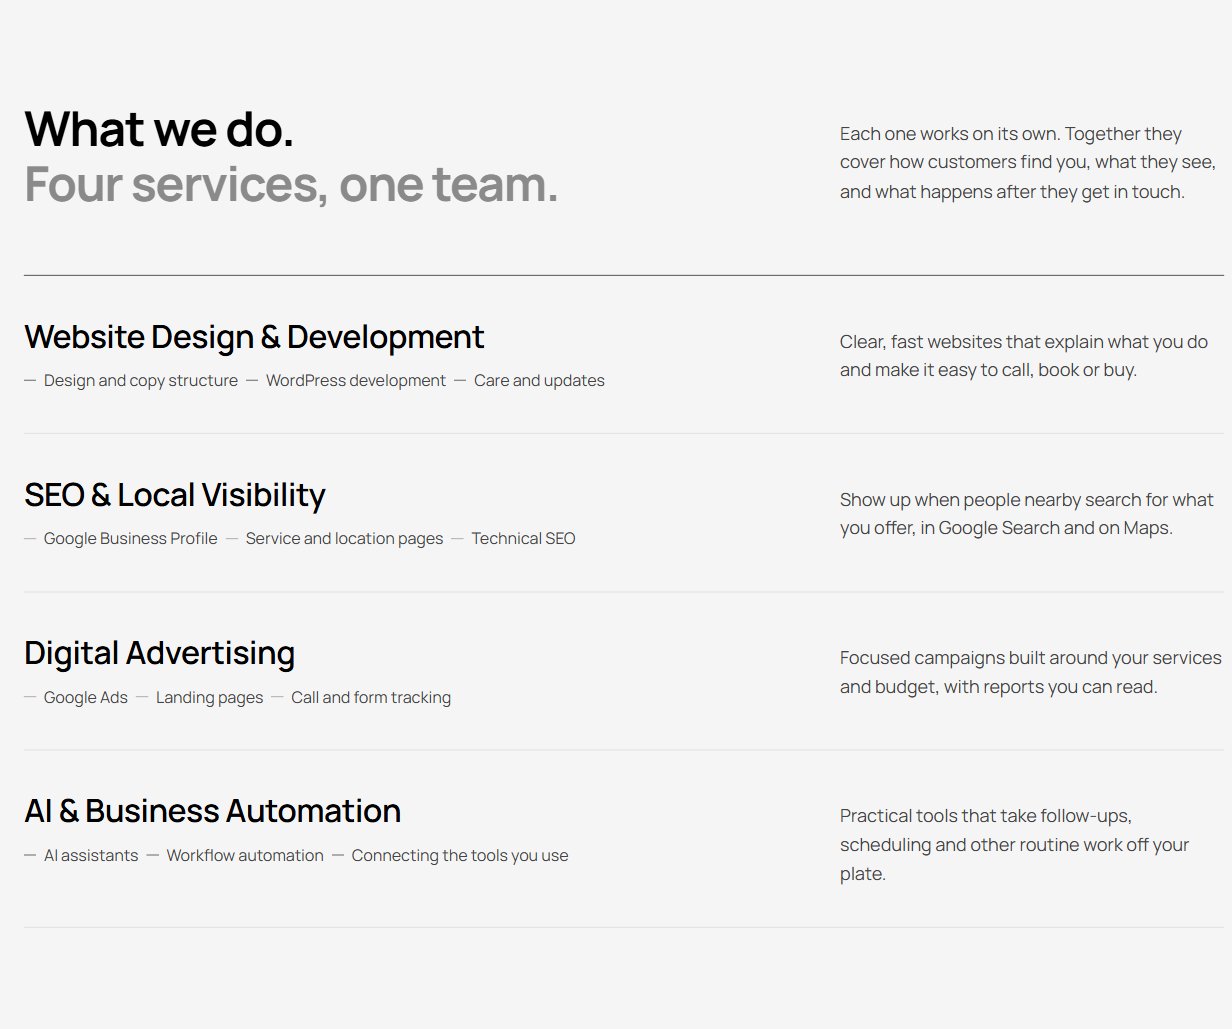 What we do.
Four services, one team.
Each one works on its own. Together they
cover how customers find you, what they see,
and what happens after they get in touch.
Website Design & Development
— Design and copy structure — WordPress development — Care and updates
Clear, fast websites that explain what you do
and make it easy to call, book or buy.
SEO & Local Visibility
— Google Business Profile — Service and location pages — Technical SEO
Show up when people nearby search for what
you offer, in Google Search and on Maps.
Digital Advertising
— Google Ads — Landing pages — Call and form tracking
Focused campaigns built around your services
and budget, with reports you can read.
AI & Business Automation
— AI assistants — Workflow automation — Connecting the tools you use
Practical tools that take follow-ups,
scheduling and other routine work off your
plate.